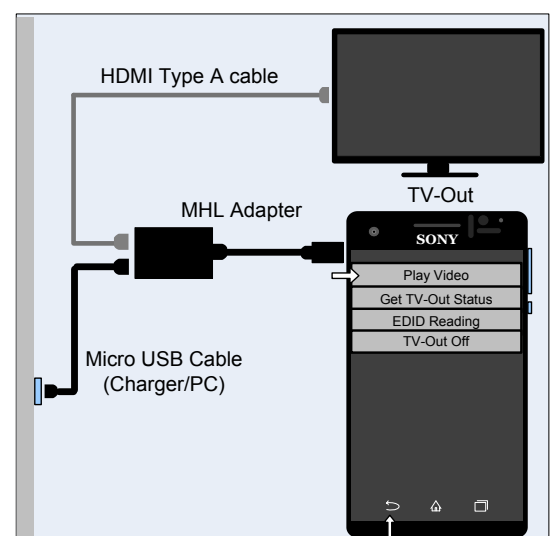 HDMI Type A cable
TV-Out
MHL Adapter
SONY
Play Video
Get TV-Out Status
EDID Reading
TV-Out Off
Micro USB Cable
(Charger/PC)